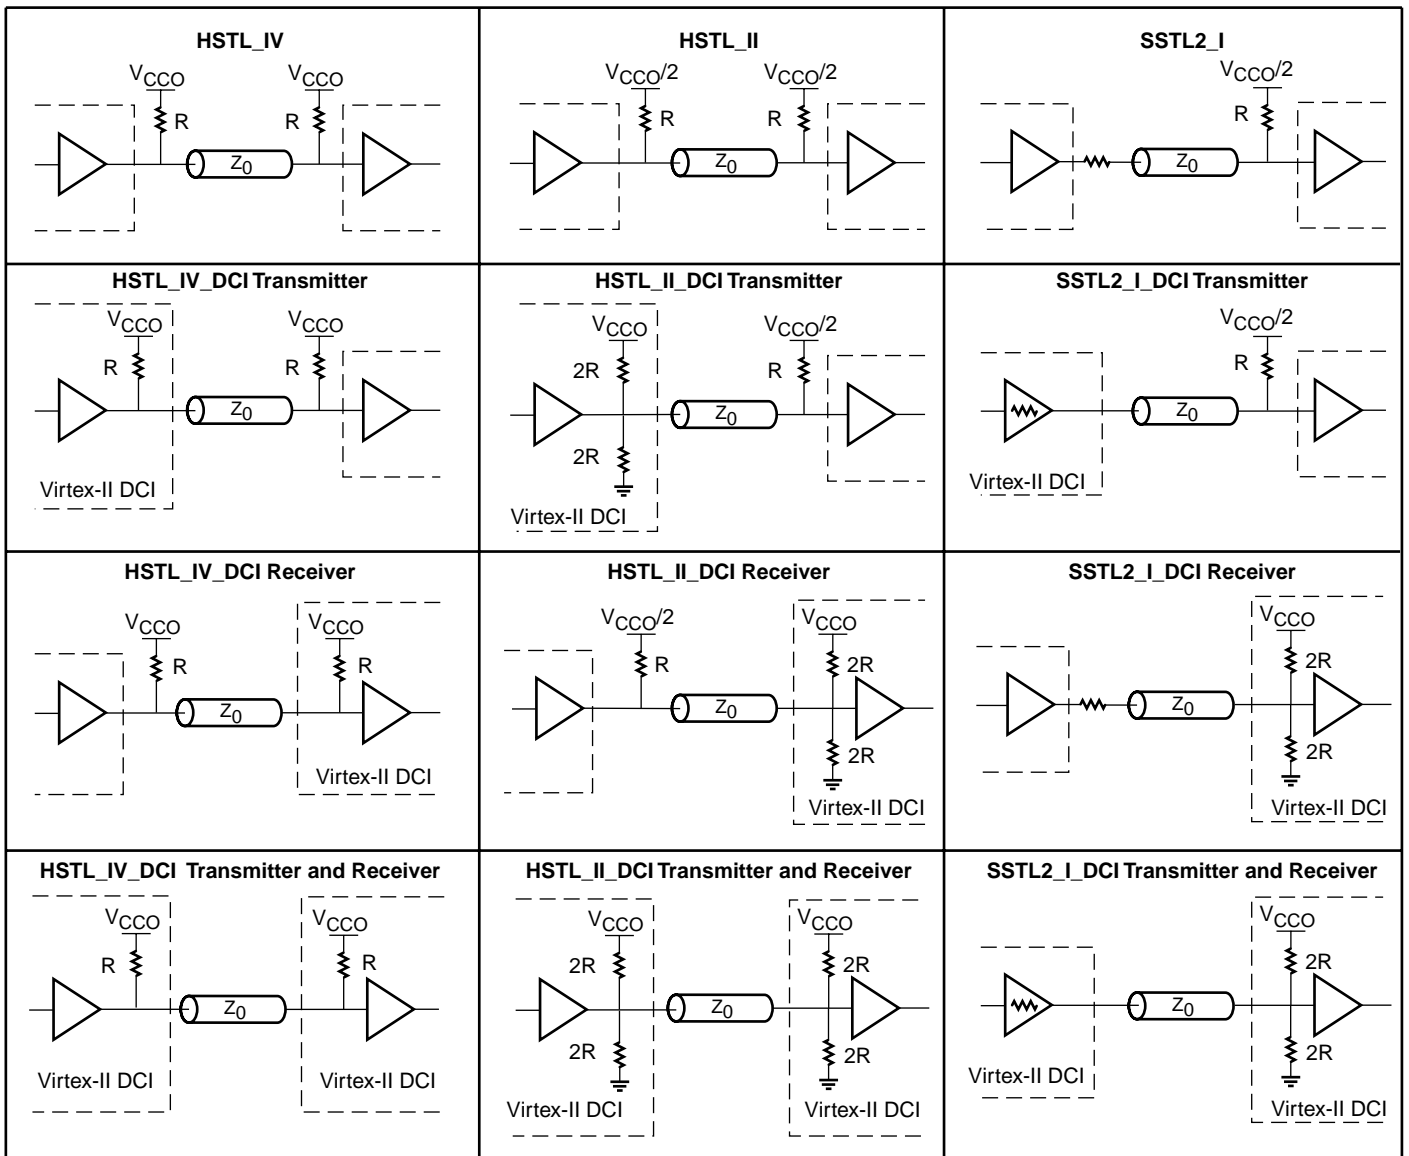 HSTL_IV
VCCO
VCCO
R
R
Z0
HSTL_II
VCCO/2
VCCO/2
R
R
Z0
SSTL2_I
VCCO/2
R
Z0
HSTL_IV_DCI Transmitter
VCCO
VCCO
R
R
Z0
Virtex-II DCI
HSTL_II_DCI Transmitter
VCCO
VCCO/2
2R
R
Z0
2R
Virtex-II DCI
SSTL2_I_DCI Transmitter
VCCO/2
R
Z0
Virtex-II DCI
HSTL_IV_DCI Receiver
VCCO
VCCO
R
R
Z0
Virtex-II DCI
HSTL_II_DCI Receiver
VCCO/2
VCCO
R
2R
Z0
2R
Virtex-II DCI
SSTL2_I_DCI Receiver
VCCO
2R
Z0
2R
Virtex-II DCI
HSTL_IV_DCI Transmitter and Receiver
VCCO
VCCO
R
R
Z0
Virtex-II DCI
Virtex-II DCI
HSTL_II_DCI Transmitter and Receiver
VCCO
VCCO
2R
2R
Z0
2R
2R
Virtex-II DCI
Virtex-II DCI
SSTL2_I_DCI Transmitter and Receiver
VCCO
2R
Z0
2R
Virtex-II DCI
Virtex-II DCI